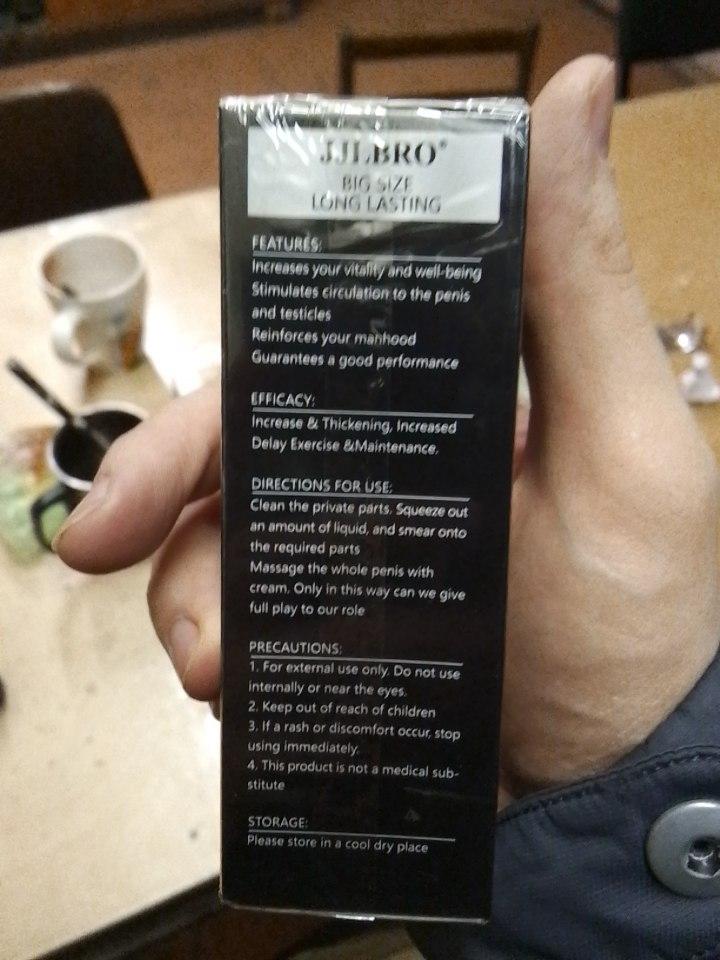 JJLBRO®
BIG SIZE
LONG LASTING
FEATURES:
Increases your vitality and well-being
Stimulates circulation to the penis
and testicles
Reinforces your manhood
Guarantees a good performance
EFFICACY:
Increase & Thickening, Increased
Delay Exercise &Maintenance.
DIRECTIONS FOR USE:
Clean the private parts. Squeeze out
an amount of liquid, and smear onto
the required parts
Massage the whole penis with
cream. Only in this way can we give
full play to our role
PRECAUTIONS:
1. For external use only. Do not use
internally or near the eyes.
2. Keep out of reach of children
3. If a rash or discomfort occur, stop
using immediately.
4. This product is not a medical sub-
stitute
STORAGE:
Please store in a cool dry place